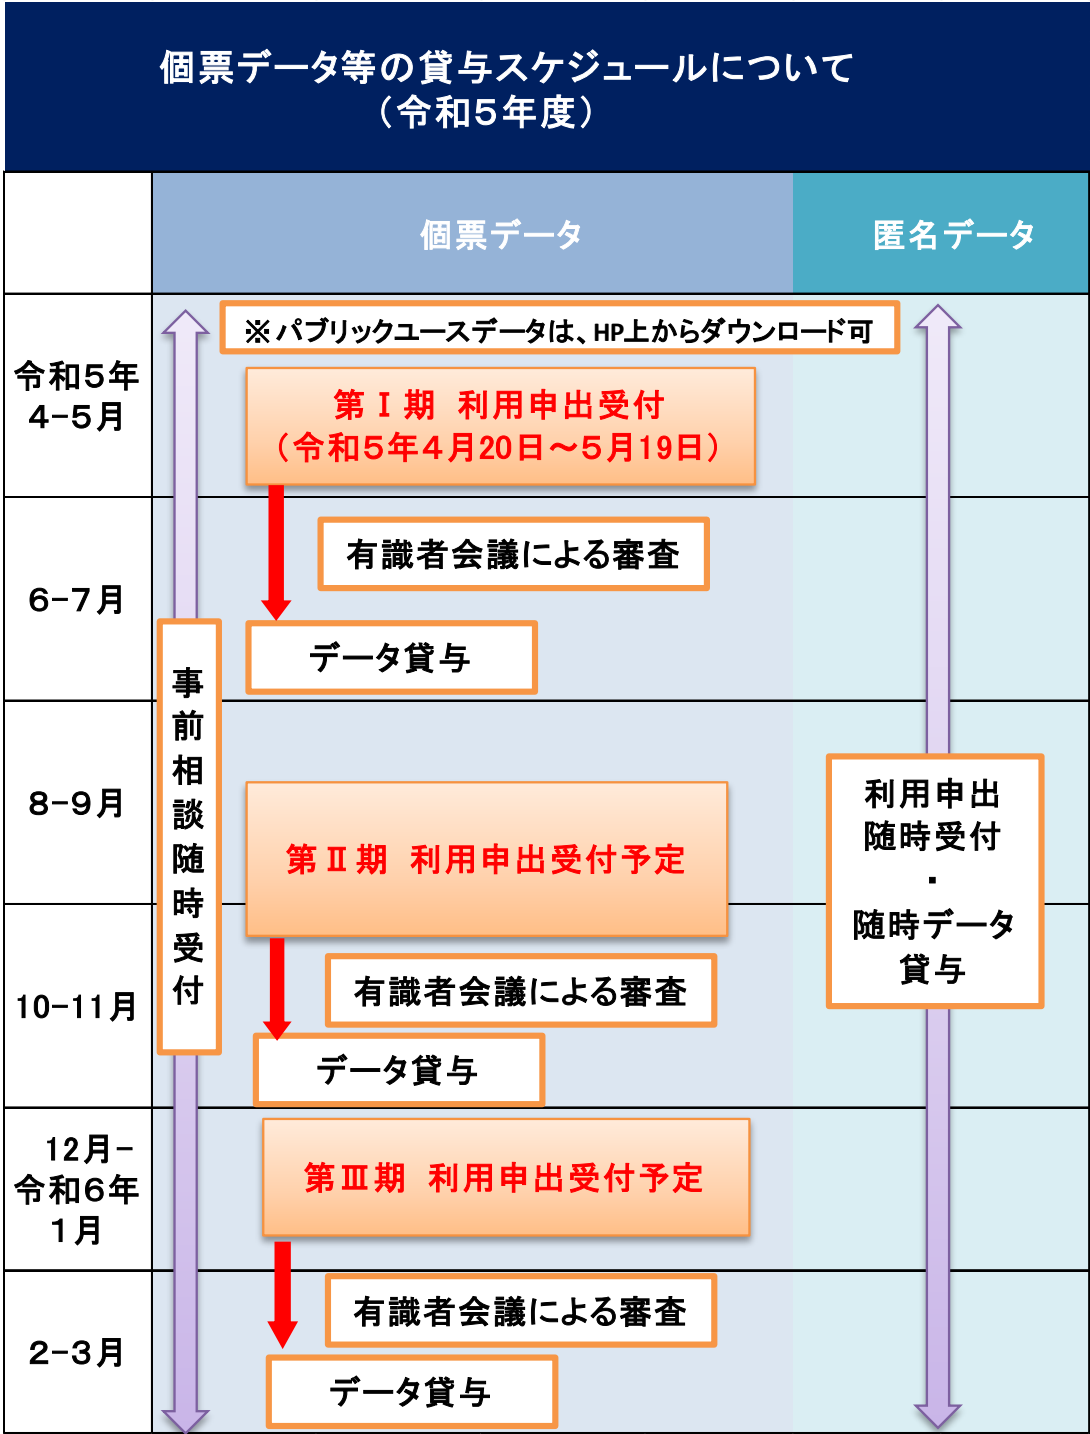 個票データ等の貸与スケジュールについて
（令和５年度）
個票データ
匿名データ
※パブリックユースデータは、HP上からダウンロード可
令和５年
４-５月
第Ⅰ期 利用申出受付
（令和５年４月20日～５月19日）
６-７月
有識者会議による審査
データ貸与
事前相談随時受付
８-９月
第Ⅱ期 利用申出受付予定
利用申出
随時受付
・
随時データ
貸与
10-11月
有識者会議による審査
データ貸与
12月-
令和６年
１月
第Ⅲ期 利用申出受付予定
２-３月
有識者会議による審査
データ貸与